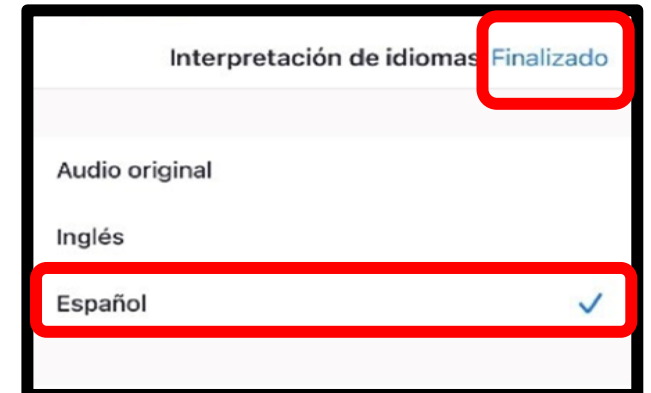 Interpretación de idiomas Finalizado
Audio original
Inglés
Español